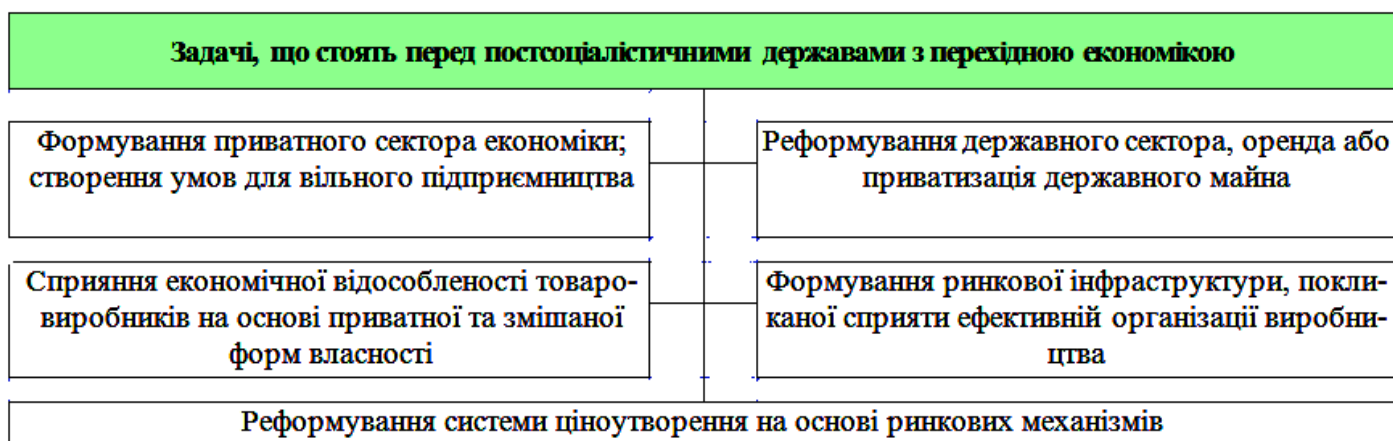 Задачі, що стоять перед постсоціалістичними державами з перехідною економікою
Формування приватного сектора економіки;
створення умов для вільного підприємництва
Реформування державного сектора, оренда або
приватизація державного майна
Сприяння економічної відособленості товаро-
виробників на основі приватної та змішаної
форм власності
Формування ринкової інфраструктури, покли-
каної сприяти ефективній організації виробни-
цтва
Реформування системи ціноутворення на основі ринкових механізмів